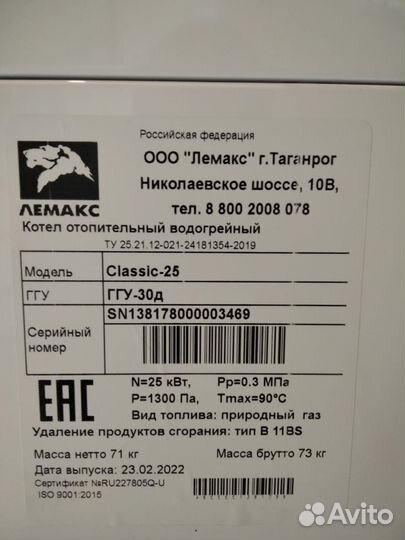 Российская федерация
ООО "Лемакс" г.Таганрог
Николаевское шоссе, 10В,
тел. 8 800 2008 078
ЛЕМАКС
Котел отопительный водогрейный
ТУ 25.21.12-021-24181354-2019
Модель Classic-25
ГГУ ГГУ-30д
Серийный номер SN138178000003469
EAC
N=25 кВт, Pp=0.3 МПа
P=1300 Па, Tmax=90°C
Вид топлива: природный газ
Удаление продуктов сгорания: тип В 11BS
Масса нетто 71 кг Масса брутто 73 кг
Дата выпуска: 23.02.2022
Сертификат №RU227805Q-U
ISO 9001:2015
Avito